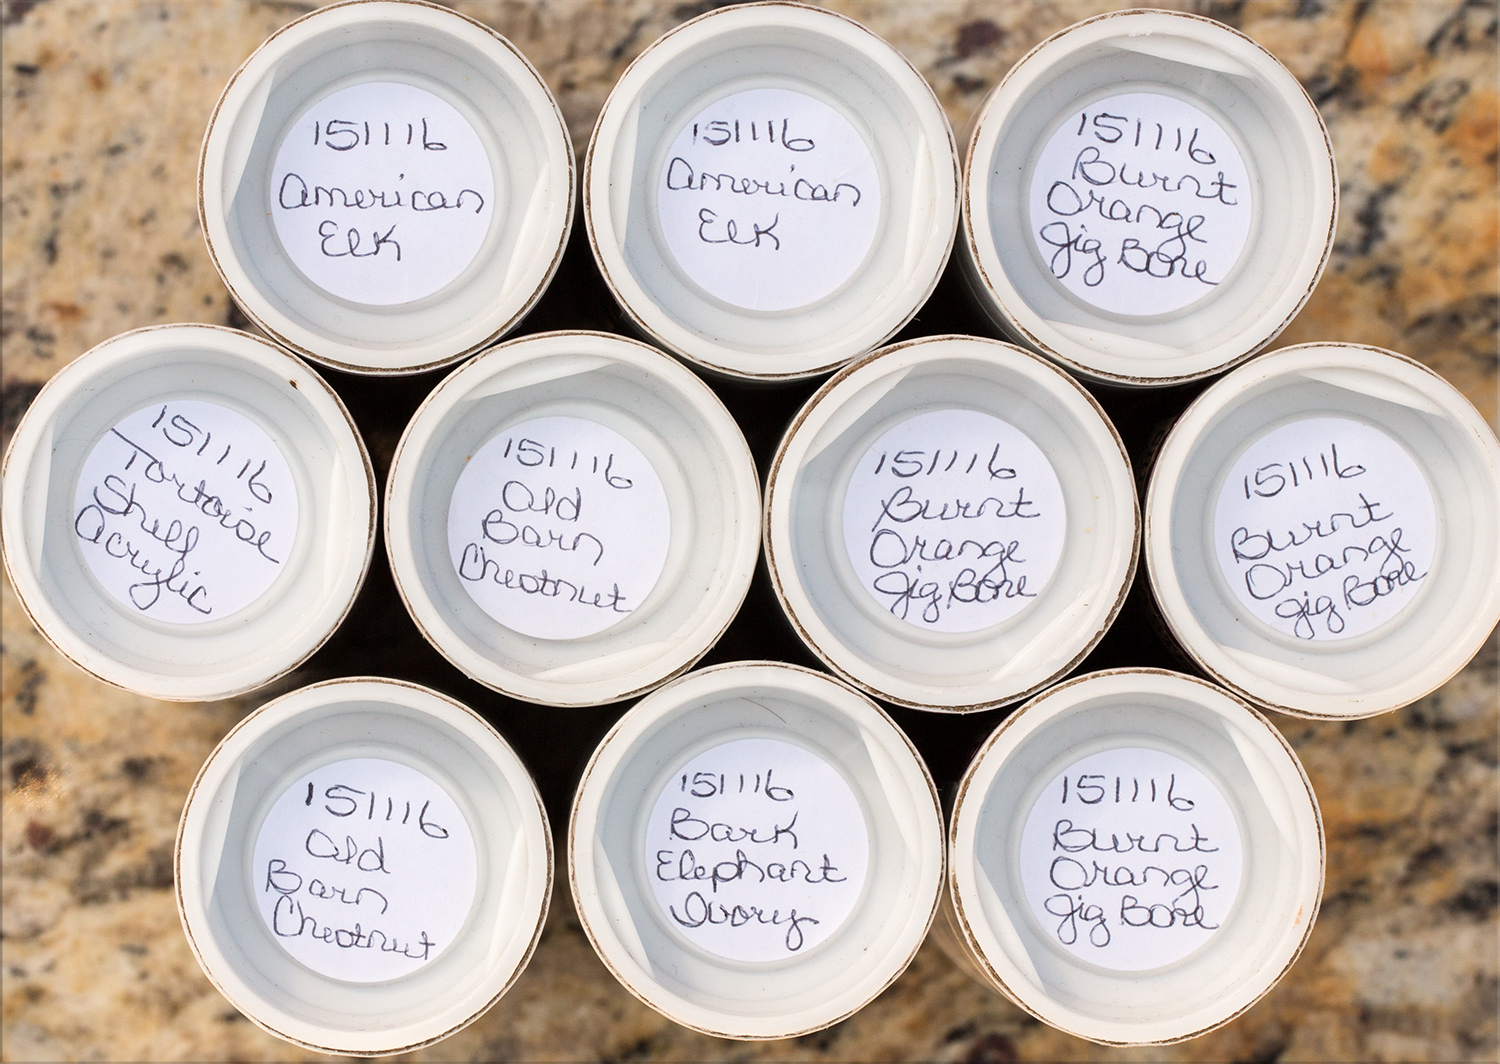 151116
American
Elk
151116
American
Elk
151116
Burnt
Orange
Jig Bone
151116
Tortoise
Shell
Acrylic
151116
Old
Barn
Chestnut
151116
Burnt
Orange
Jig Bone
151116
Burnt
Orange
Jig Bone
151116
Old
Barn
Chestnut
151116
Bark
Elephant
Ivory
151116
Burnt
Orange
Jig Bone